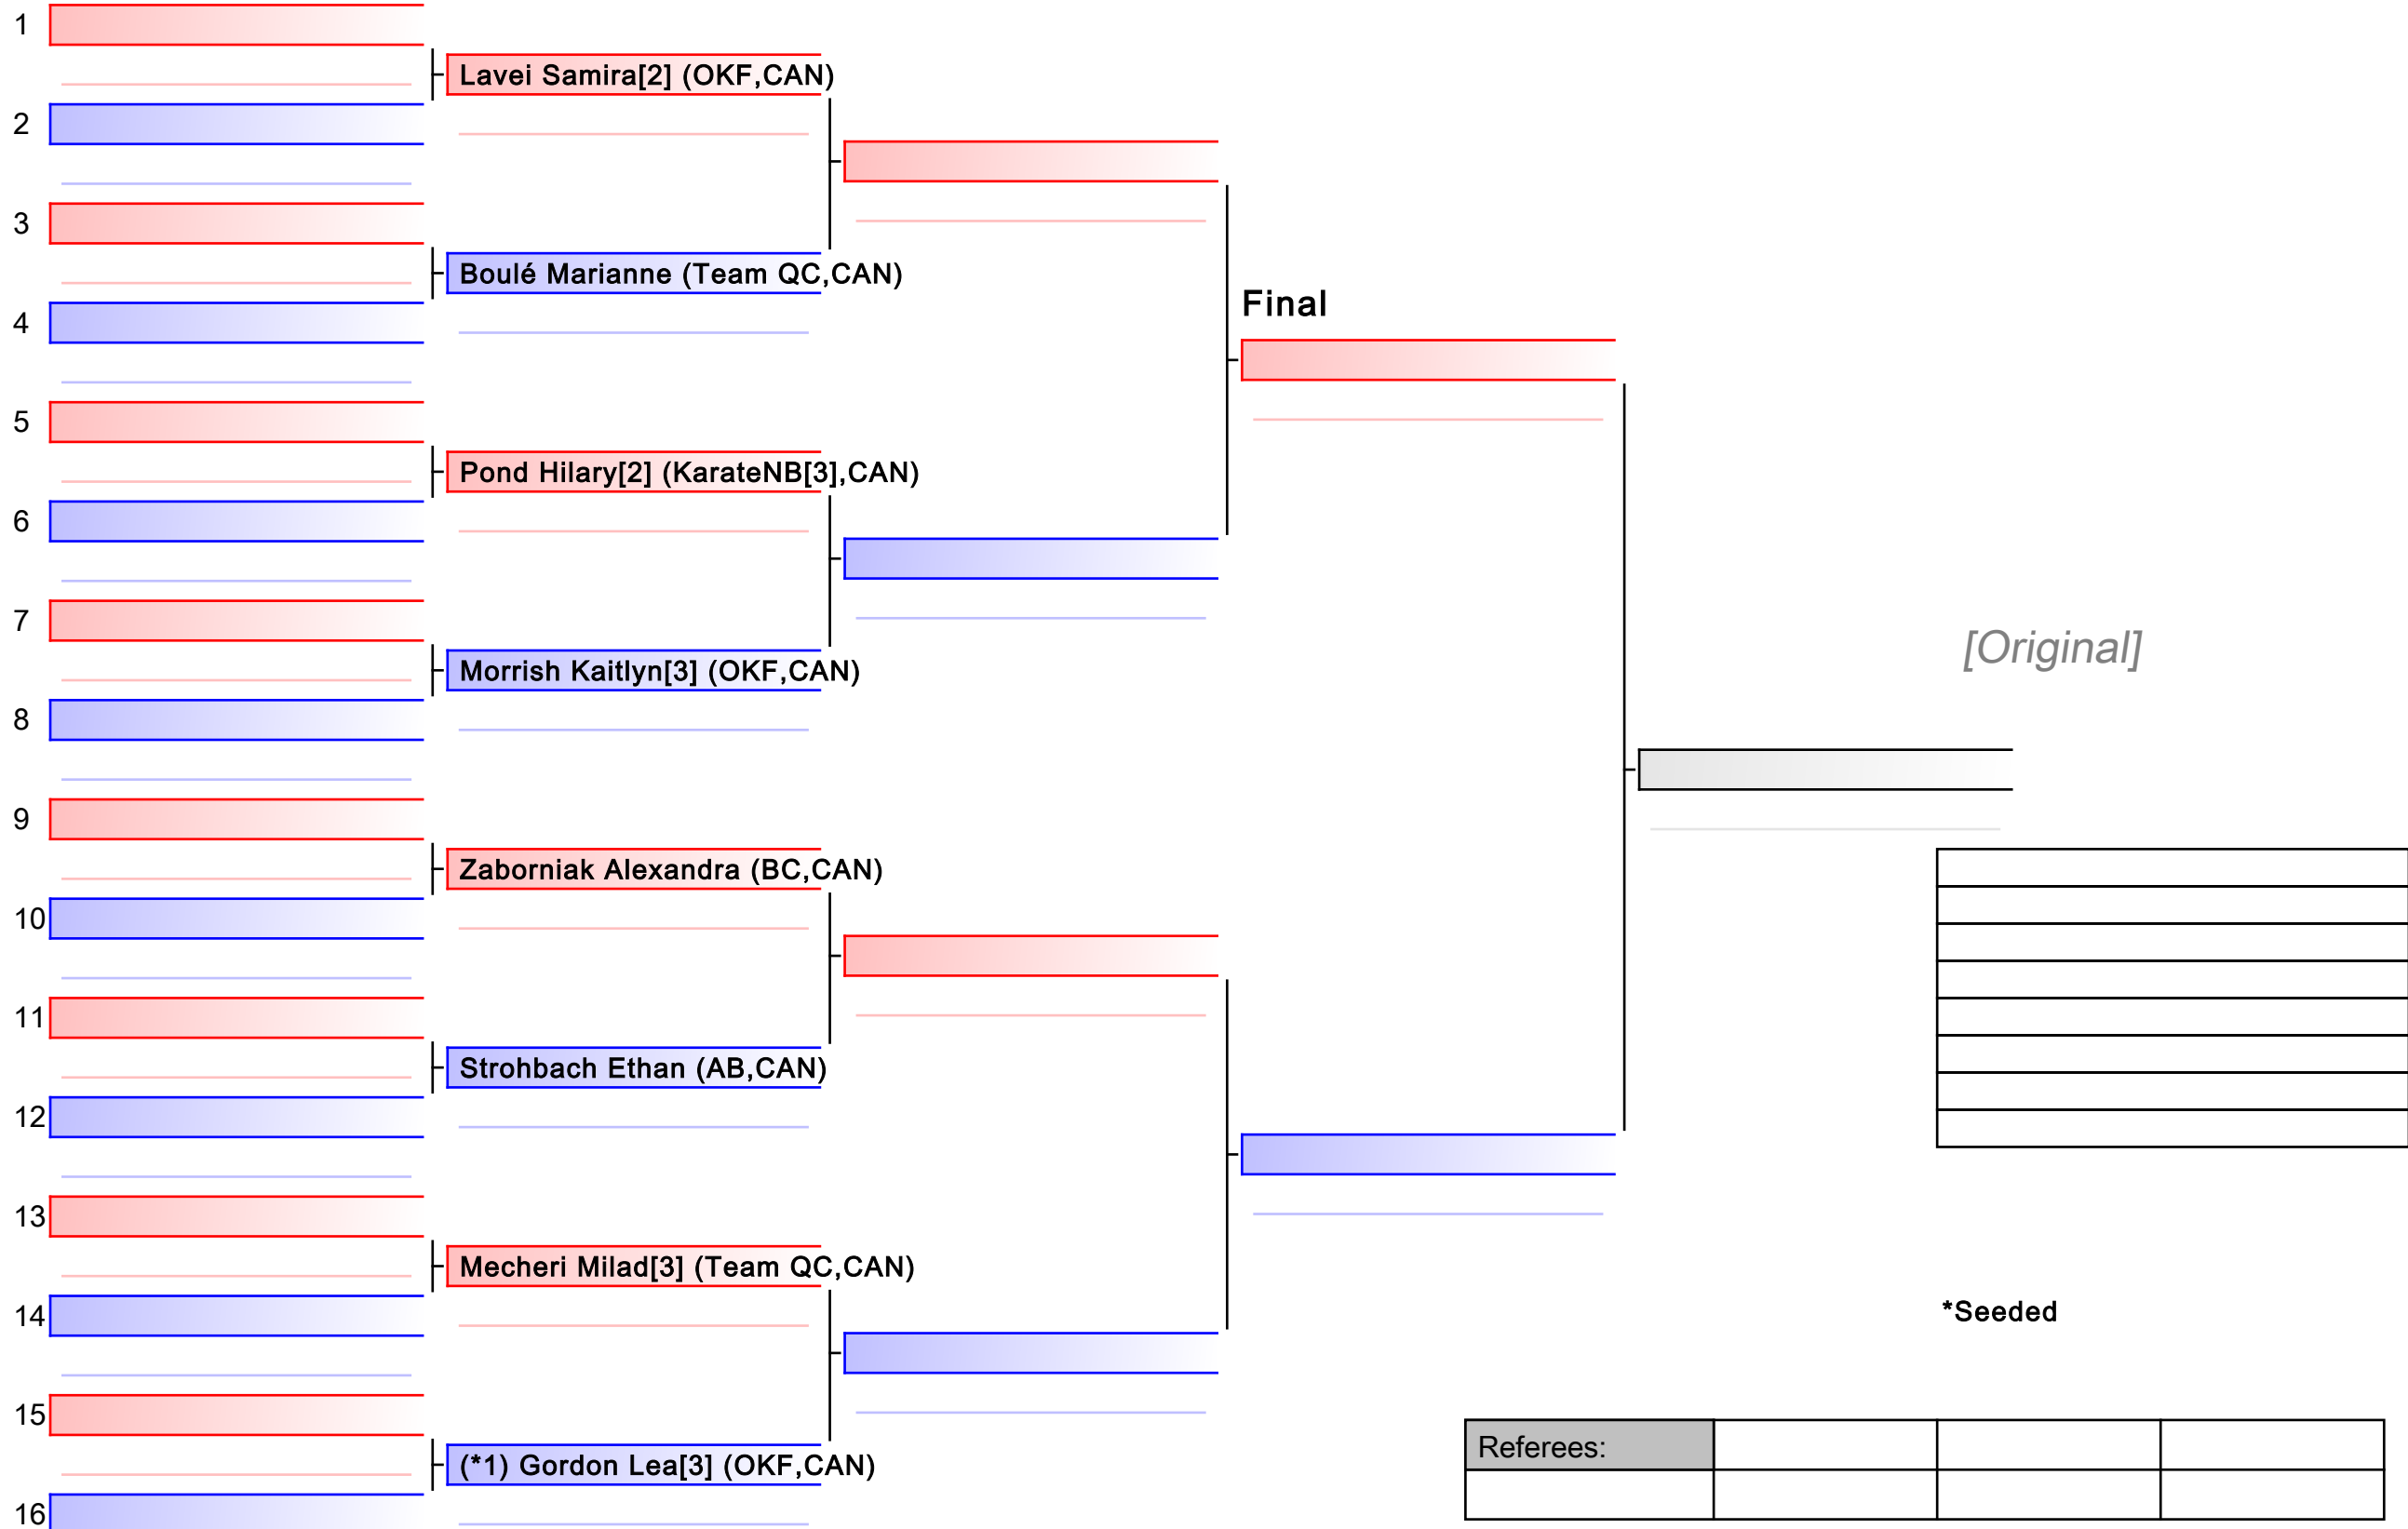 1
Lavei Samira[2] (OKF,CAN)
2
3
Boulé Marianne (Team QC,CAN)
4
Final
5
Pond Hilary[2] (KarateNB[3],CAN)
6
7
[Original]
Morrish Kaitlyn[3] (OKF,CAN)
8
9
Zaborniak Alexandra (BC,CAN)
10
11
Strohbach Ethan (AB,CAN)
12
13
Mecheri Milad[3] (Team QC,CAN)
14
*Seeded
15
Referees:
(*1) Gordon Lea[3] (OKF,CAN)
16